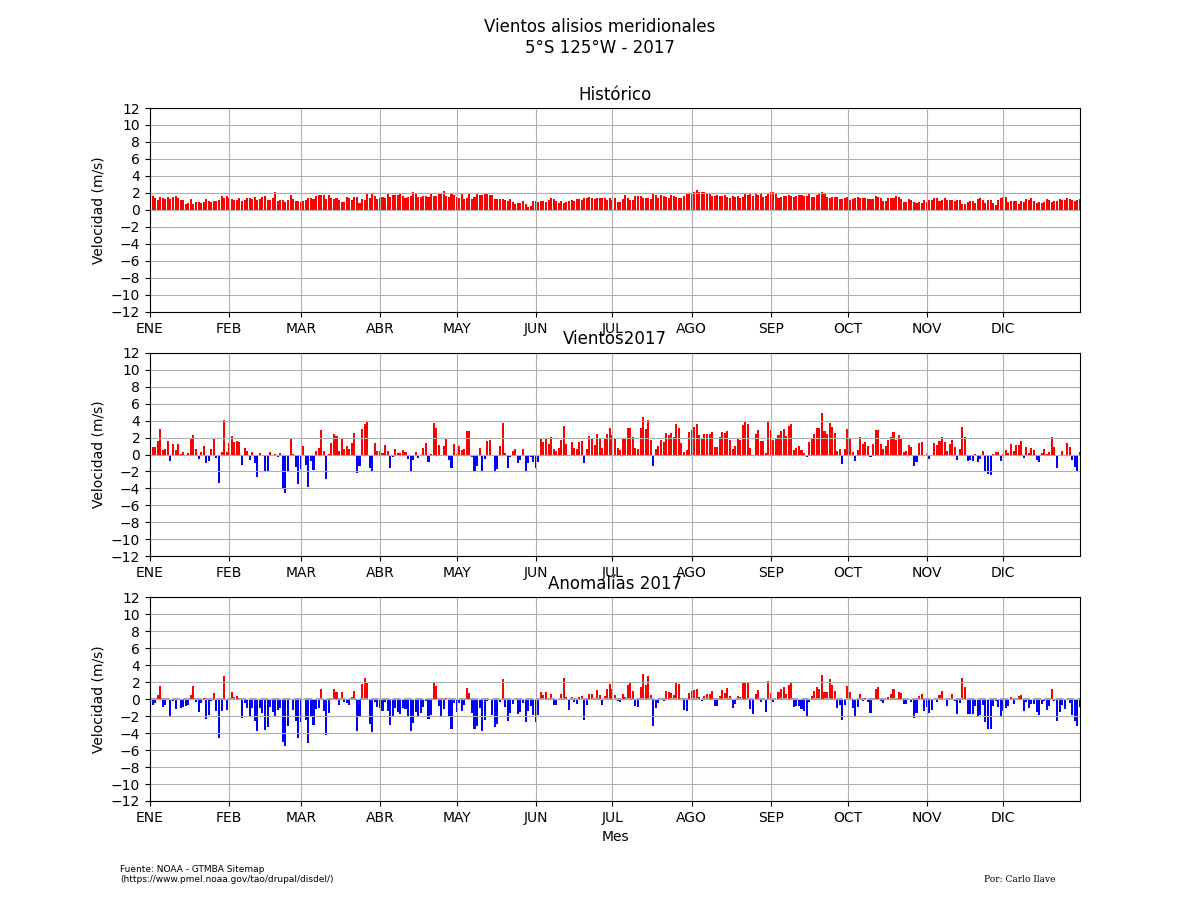 Vientos alisios meridionales
5°S 125°W - 2017
Histórico
12
10
8
6
4
2
0
−2
−4
−6
−8
−10
−12
Velocidad (m/s)
ENE FEB MAR ABR MAY JUN JUL AGO SEP OCT NOV DIC
Vientos2017
12
10
8
6
4
2
0
−2
−4
−6
−8
−10
−12
Velocidad (m/s)
ENE FEB MAR ABR MAY JUN JUL AGO SEP OCT NOV DIC
Anomalías 2017
12
10
8
6
4
2
0
−2
−4
−6
−8
−10
−12
Velocidad (m/s)
ENE FEB MAR ABR MAY JUN JUL AGO SEP OCT NOV DIC
Mes
Fuente: NOAA - GTMBA Sitemap
(https://www.pmel.noaa.gov/tao/drupal/disdel/)
Por: Carlo Ilave